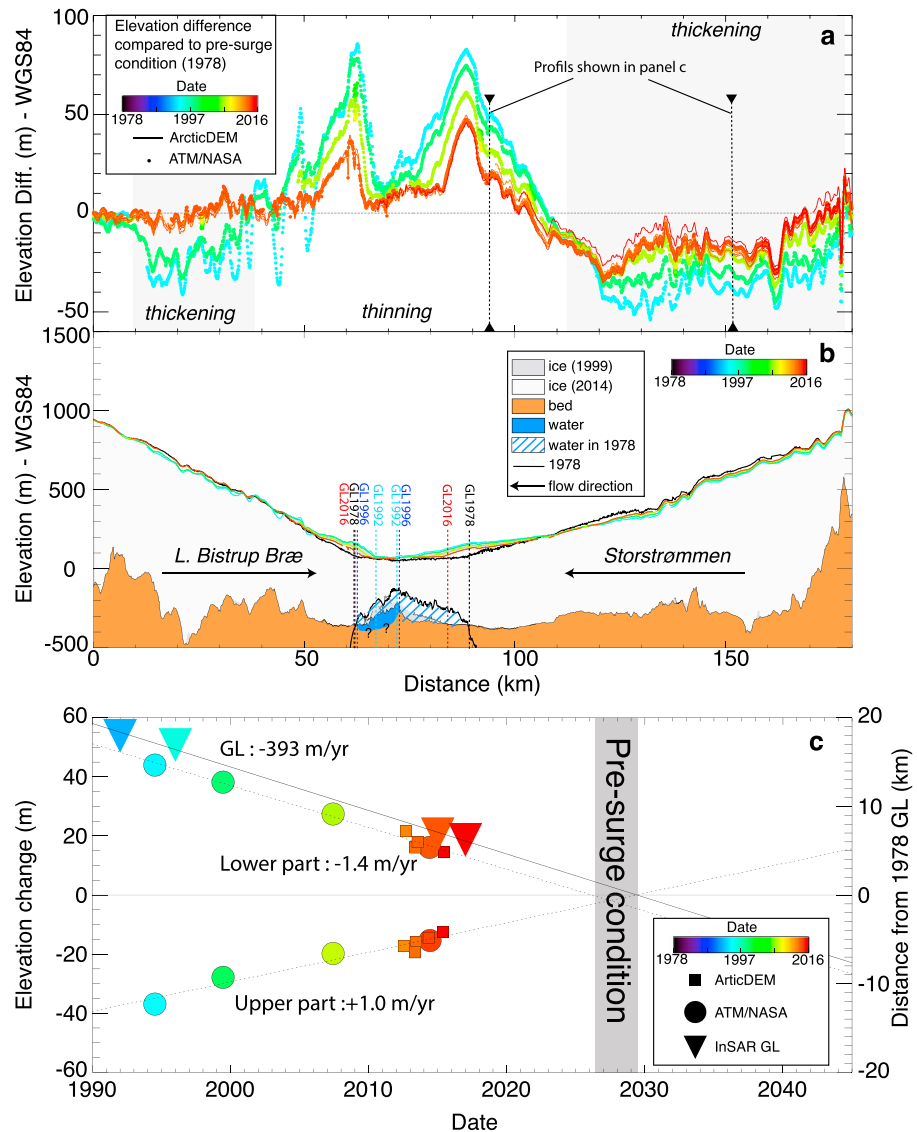 a
Elevation difference
compared to pre-surge
condition (1978)
Date
1978 1997 2016
ArcticDEM
ATM/NASA
thickening
Profils shown in panel c
thickening
thinning
100
50
0
-50
Elevation Diff. (m) - WGS84
b
1500
1000
500
0
-500
Elevation (m) - WGS84
ice (1999)
ice (2014)
bed
water
water in 1978
1978
flow direction
Date
1978 1997 2016
GL2016
GL1978
GL1996
GL1992
GL1992
GL1996
GL2016
GL1978
L. Bistrup Bræ
Storstrømmen
? ?
0 50 100 150
Distance (km)
c
60
40
20
0
-20
-40
-60
Elevation change (m)
20
10
0
-10
-20
Distance from 1978 GL (km)
GL : -393 m/yr
Lower part : -1.4 m/yr
Upper part :+1.0 m/yr
Pre-surge condition
Date
1978 1997 2016
ArticDEM
ATM/NASA
InSAR GL
1990 2000 2010 2020 2030 2040
Date